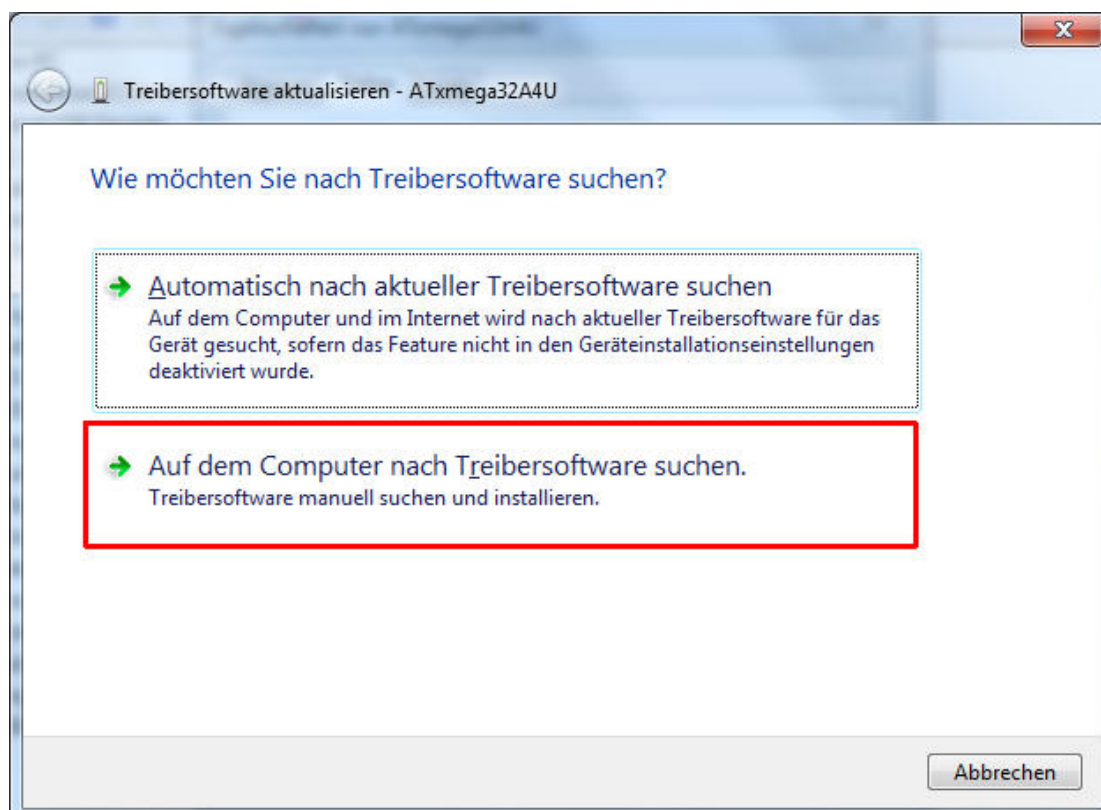 Treibersoftware aktualisieren - ATxmega32A4U
Wie möchten Sie nach Treibersoftware suchen?
Automatisch nach aktueller Treibersoftware suchen
Auf dem Computer und im Internet wird nach aktueller Treibersoftware für das
Gerät gesucht, sofern das Feature nicht in den Geräteinstallationseinstellungen
deaktiviert wurde.
Auf dem Computer nach Treibersoftware suchen.
Treibersoftware manuell suchen und installieren.
Abbrechen